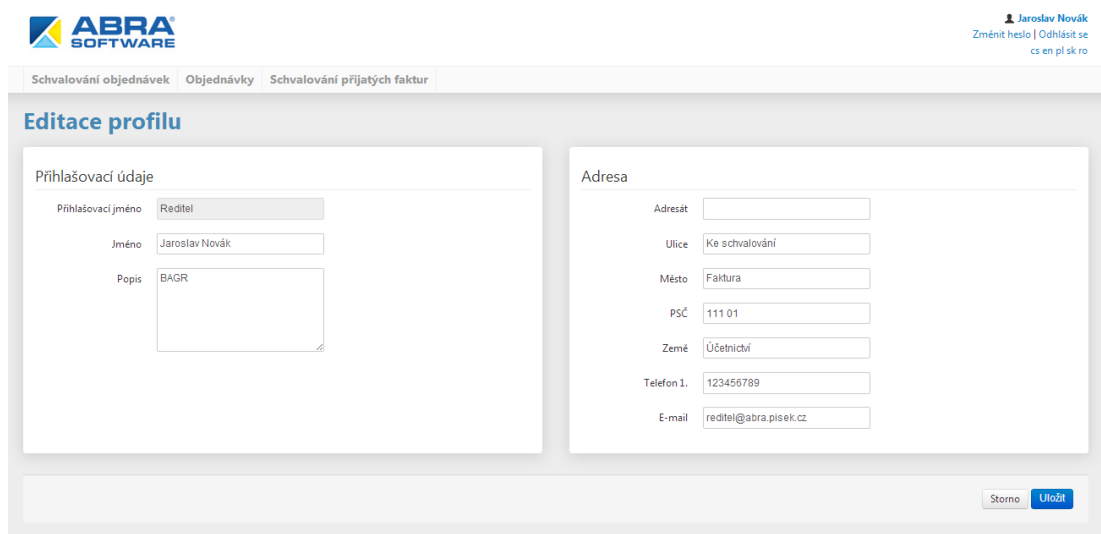 ABRA
SOFTWARE
Jaroslav Novák
Změnit heslo | Odhlásit se
cs en pl sk ro
Schvalování objednávek Objednávky Schvalování přijatých faktur
Editace profilu
Přihlašovací údaje
Přihlašovací jméno Reditel
Jméno Jaroslav Novák
Popis BAGR
Adresa
Adresát
Ulice Ke schvalování
Město Faktura
PSČ 111 01
Země Účetnictví
Telefon 1. 123456789
E-mail reditel@abra.pisek.cz
Storno Uložit